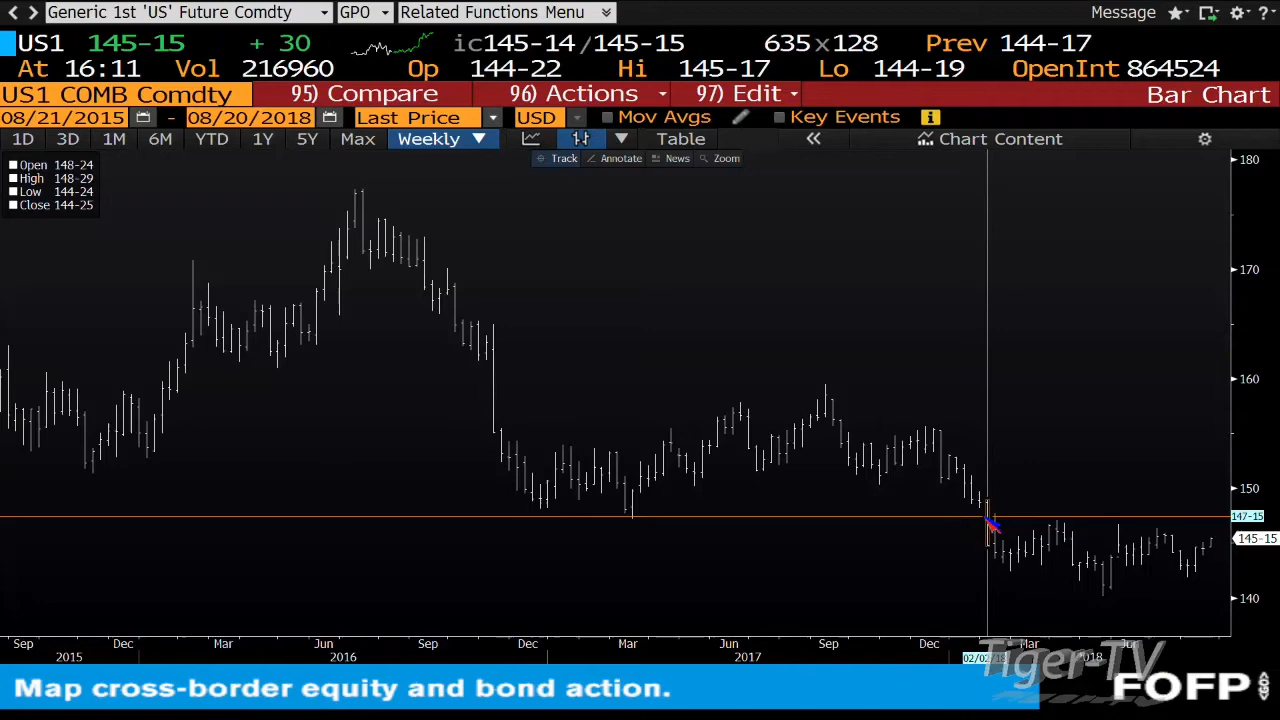 Generic 1st 'US' Future Comdty GPO Related Functions Menu Message ?
US1 145-15 + 30 ic145-14/145-15 635x128 Prev 144-17
At 16:11 Vol 216960 Op 144-22 Hi 145-17 Lo 144-19 OpenInt 864524
US1 COMB Comdty 95) Compare 96) Actions 97) Edit Bar Chart
08/21/2015 - 08/20/2018 Last Price USD Mov Avgs Key Events
1D 3D 1M 6M YTD 1Y 5Y Max Weekly Table Chart Content
Track Annotate News Zoom
Open 148-24
High 148-29
Low 144-24
Close 144-25
180
170
160
150
147-15
145-15
140
Sep Dec Mar Jun Sep Dec Mar Jun Sep Dec Mar Jun
2015 2016 2017 02/02/18 2018
Tiger-TV
Map cross-border equity and bond action.
FOFP